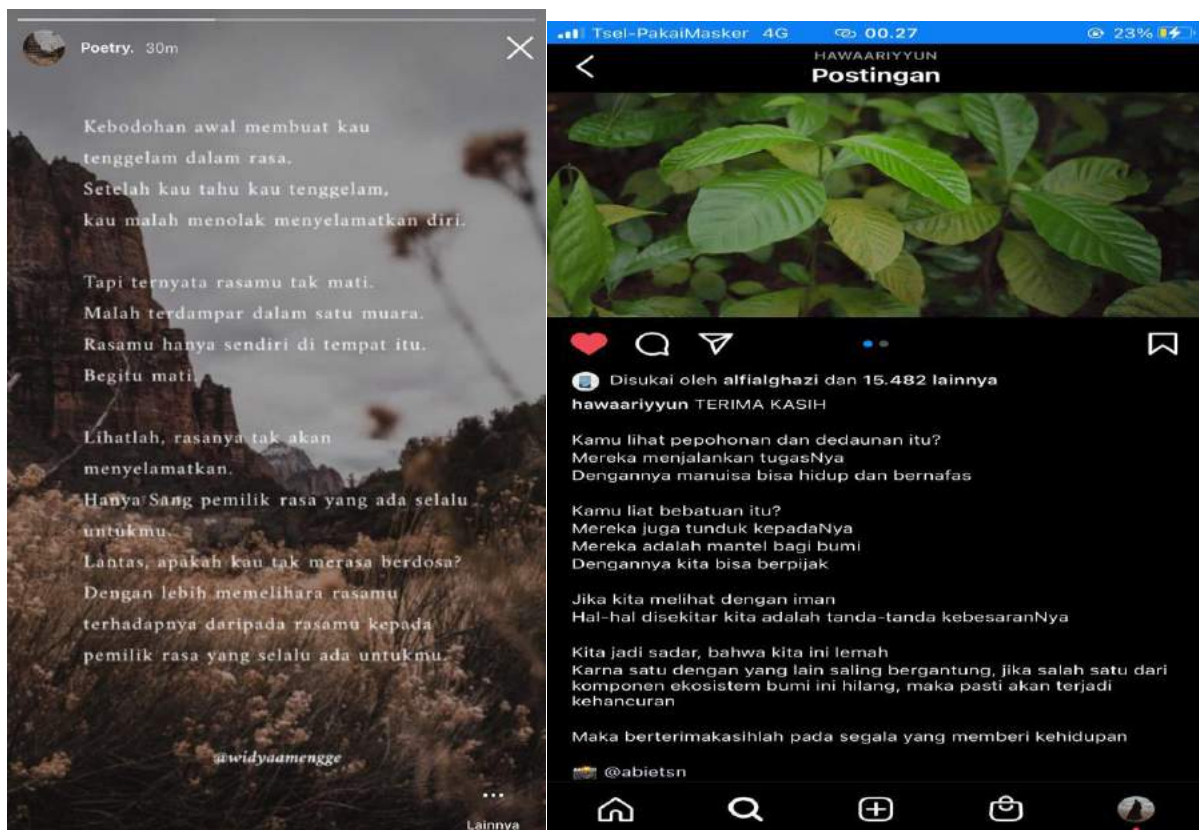 Poetry. 30m
Kebodohan awal membuat kau
tenggelam dalam rasa.
Setelah kau tahu kau tenggelam,
kau malah menolak menyelamatkan diri.
Tapi ternyata rasamu tak mati.
Malah terdampar dalam satu muara.
Rasamu hanya sendiri di tempat itu.
Begitu mati.
Lihatlah, rasanya tak akan
menyelamatkan.
Hanya Sang pemilik rasa yang ada selalu
untukmu.
Lantas, apakah kau tak merasa berdosa?
Dengan lebih memelihara rasamu
terhadapnya daripada rasamu kepada
pemilik rasa yang selalu ada untukmu.
@widyaamengge
Lainnya
Tsel-PakaiMasker 4G 00.27 23%
HAWAARIYYUN
Postingan
Disukai oleh alfialghazi dan 15.482 lainnya
hawaariyyun TERIMA KASIH
Kamu lihat pepohonan dan dedaunan itu?
Mereka menjalankan tugasNya
Dengannya manuisa bisa hidup dan bernafas
Kamu liat bebatuan itu?
Mereka juga tunduk kepadaNya
Mereka adalah mantel bagi bumi
Dengannya kita bisa berpijak
Jika kita melihat dengan iman
Hal-hal disekitar kita adalah tanda-tanda kebesaranNya
Kita jadi sadar, bahwa kita ini lemah
Karna satu dengan yang lain saling bergantung, jika salah satu dari
komponen ekosistem bumi ini hilang, maka pasti akan terjadi
kehancuran
Maka berterimakasihlah pada segala yang memberi kehidupan
@abietsn